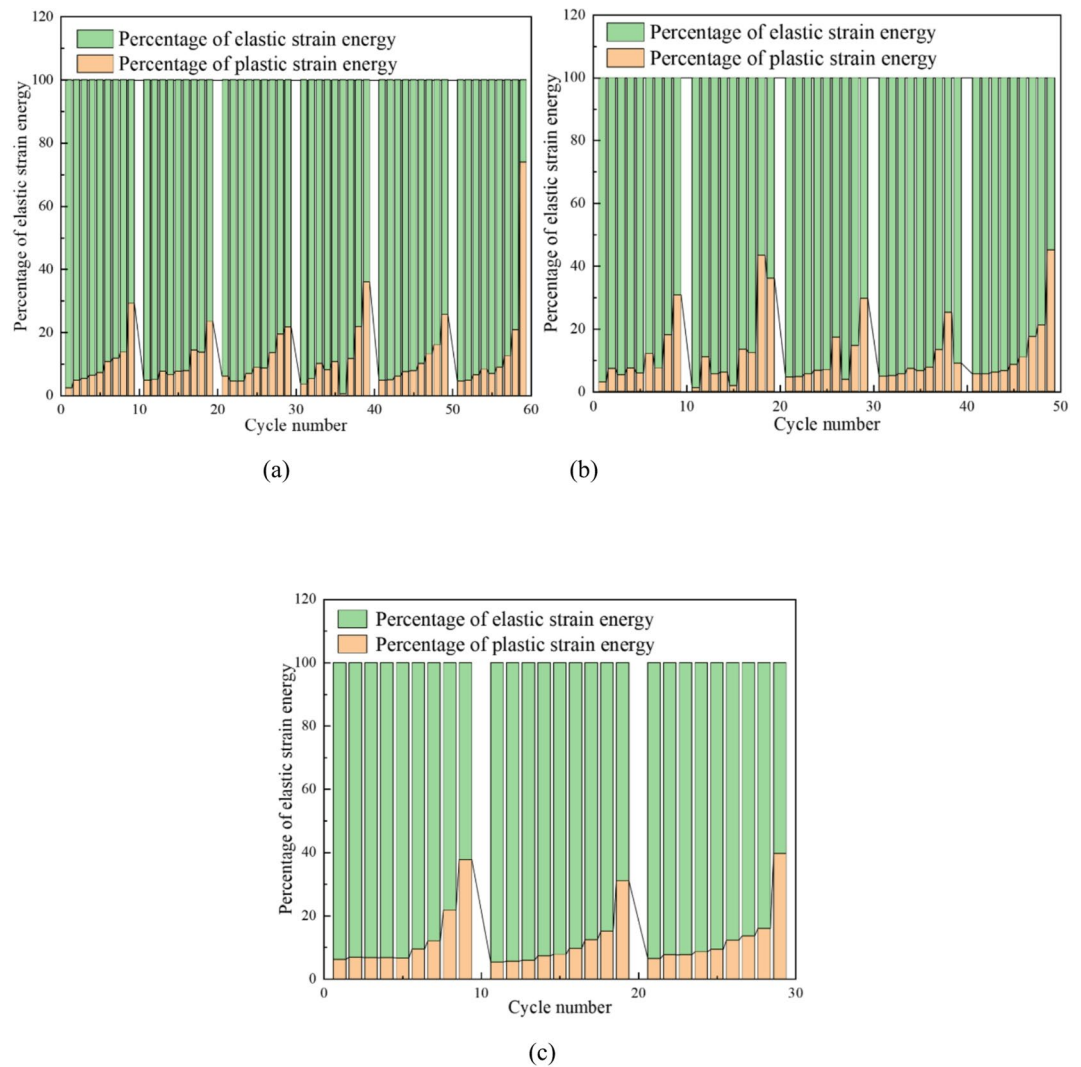 120
Percentage of elastic strain energy
Percentage of plastic strain energy
100
80
60
40
20
0
Percentage of elastic strain energy
0 10 20 30 40 50 60
Cycle number
(a)
120
Percentage of elastic strain energy
Percentage of plastic strain energy
100
80
60
40
20
0
Percentage of elastic strain energy
0 10 20 30 40 50
Cycle number
(b)
120
Percentage of elastic strain energy
Percentage of plastic strain energy
100
80
60
40
20
0
Percentage of elastic strain energy
0 10 20 30
Cycle number
(c)